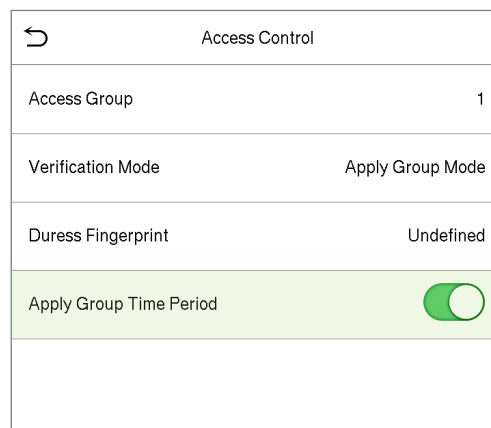 Access Control
Access Group 1
Verification Mode Apply Group Mode
Duress Fingerprint Undefined
Apply Group Time Period